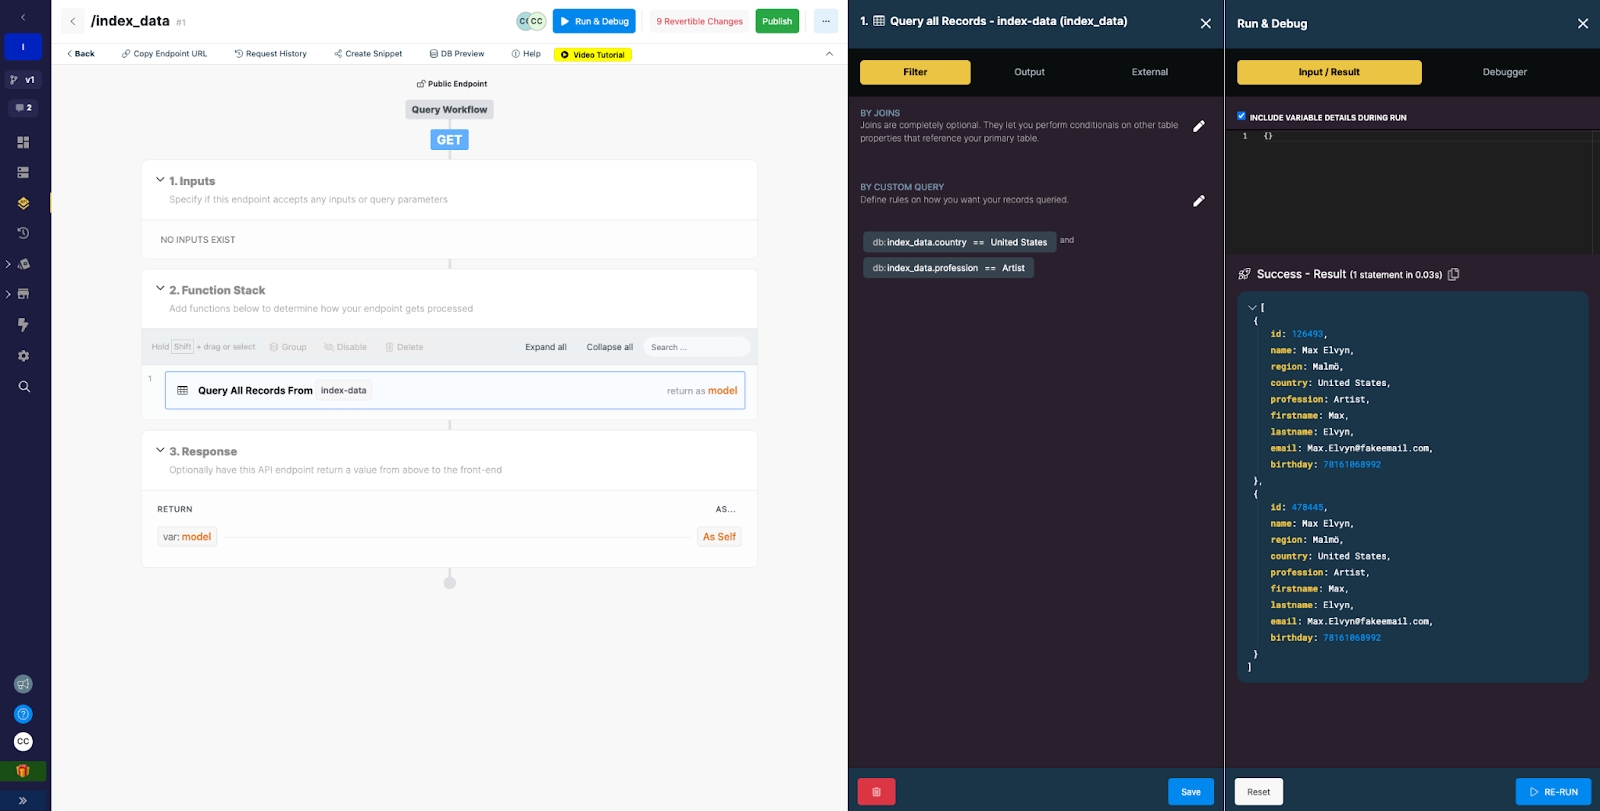 I
v1
2
CC
/index_data #1
CC CC
Run & Debug
9 Revertible Changes
Publish
...
Back
Copy Endpoint URL
Request History
Create Snippet
DB Preview
Help
Video Tutorial
Public Endpoint
Query Workflow
GET
1. Inputs
Specify if this endpoint accepts any inputs or query parameters
NO INPUTS EXIST
2. Function Stack
Add functions below to determine how your endpoint gets processed
Hold Shift + drag or select
Group
Disable
Delete
Expand all
Collapse all
Search ...
1
Query All Records From index-data
return as model
3. Response
Optionally have this API endpoint return a value from above to the front-end
RETURN
AS...
var: model
As Self
1. Query all Records - index-data (index_data)
Filter
Output
External
BY JOINS
Joins are completely optional. They let you perform conditionals on other table
properties that reference your primary table.
BY CUSTOM QUERY
Define rules on how you want your records queried.
db: index_data.country == United States and
db: index_data.profession == Artist
Save
Run & Debug
Input / Result
Debugger
INCLUDE VARIABLE DETAILS DURING RUN
1 {}
Success - Result (1 statement in 0.03s)
[
{
id: 126493,
name: Max Elvyn,
region: Malmö,
country: United States,
profession: Artist,
firstname: Max,
lastname: Elvyn,
email: Max.Elvyn@fakeemail.com,
birthday: 78161068992
},
{
id: 478445,
name: Max Elvyn,
region: Malmö,
country: United States,
profession: Artist,
firstname: Max,
lastname: Elvyn,
email: Max.Elvyn@fakeemail.com,
birthday: 78161068992
}
]
Reset
RE-RUN